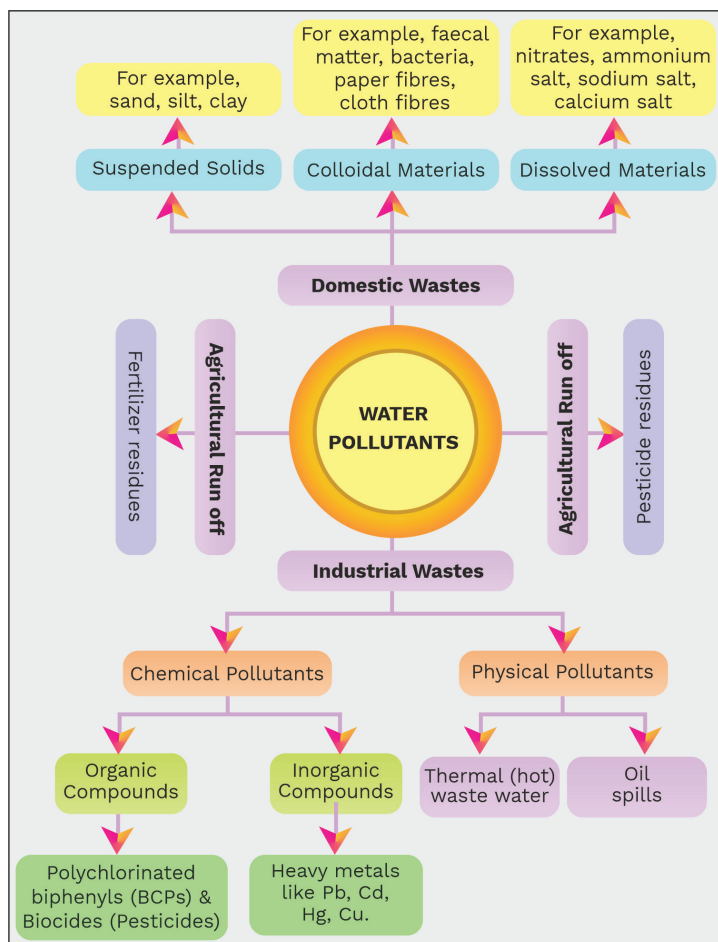 For example,
sand, silt, clay
For example, faecal
matter, bacteria,
paper fibres,
cloth fibres
For example,
nitrates, ammonium
salt, sodium salt,
calcium salt
Suspended Solids
Colloidal Materials
Dissolved Materials
Domestic Wastes
Fertilizer residues
Agricultural Run off
WATER
POLLUTANTS
Agricultural Run off
Pesticide residues
Industrial Wastes
Chemical Pollutants
Physical Pollutants
Organic
Compounds
Inorganic
Compounds
Thermal (hot)
waste water
Oil
spills
Polychlorinated
biphenyls (BCPs) &
Biocides (Pesticides)
Heavy metals
like Pb, Cd,
Hg, Cu.